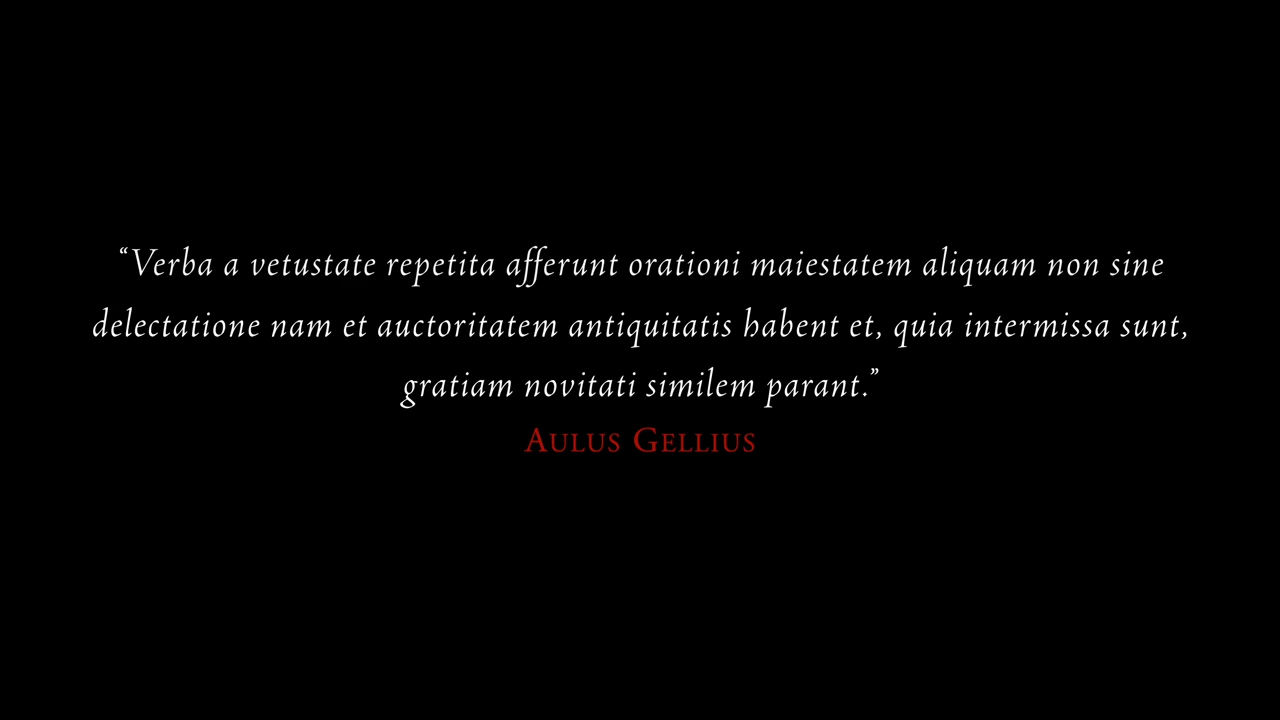 “Verba a vetustate repetita afferunt orationi maiestatem aliquam non sine
delectatione nam et auctoritatem antiquitatis habent et, quia intermissa sunt,
gratiam novitati similem parant.”
Aulus Gellius